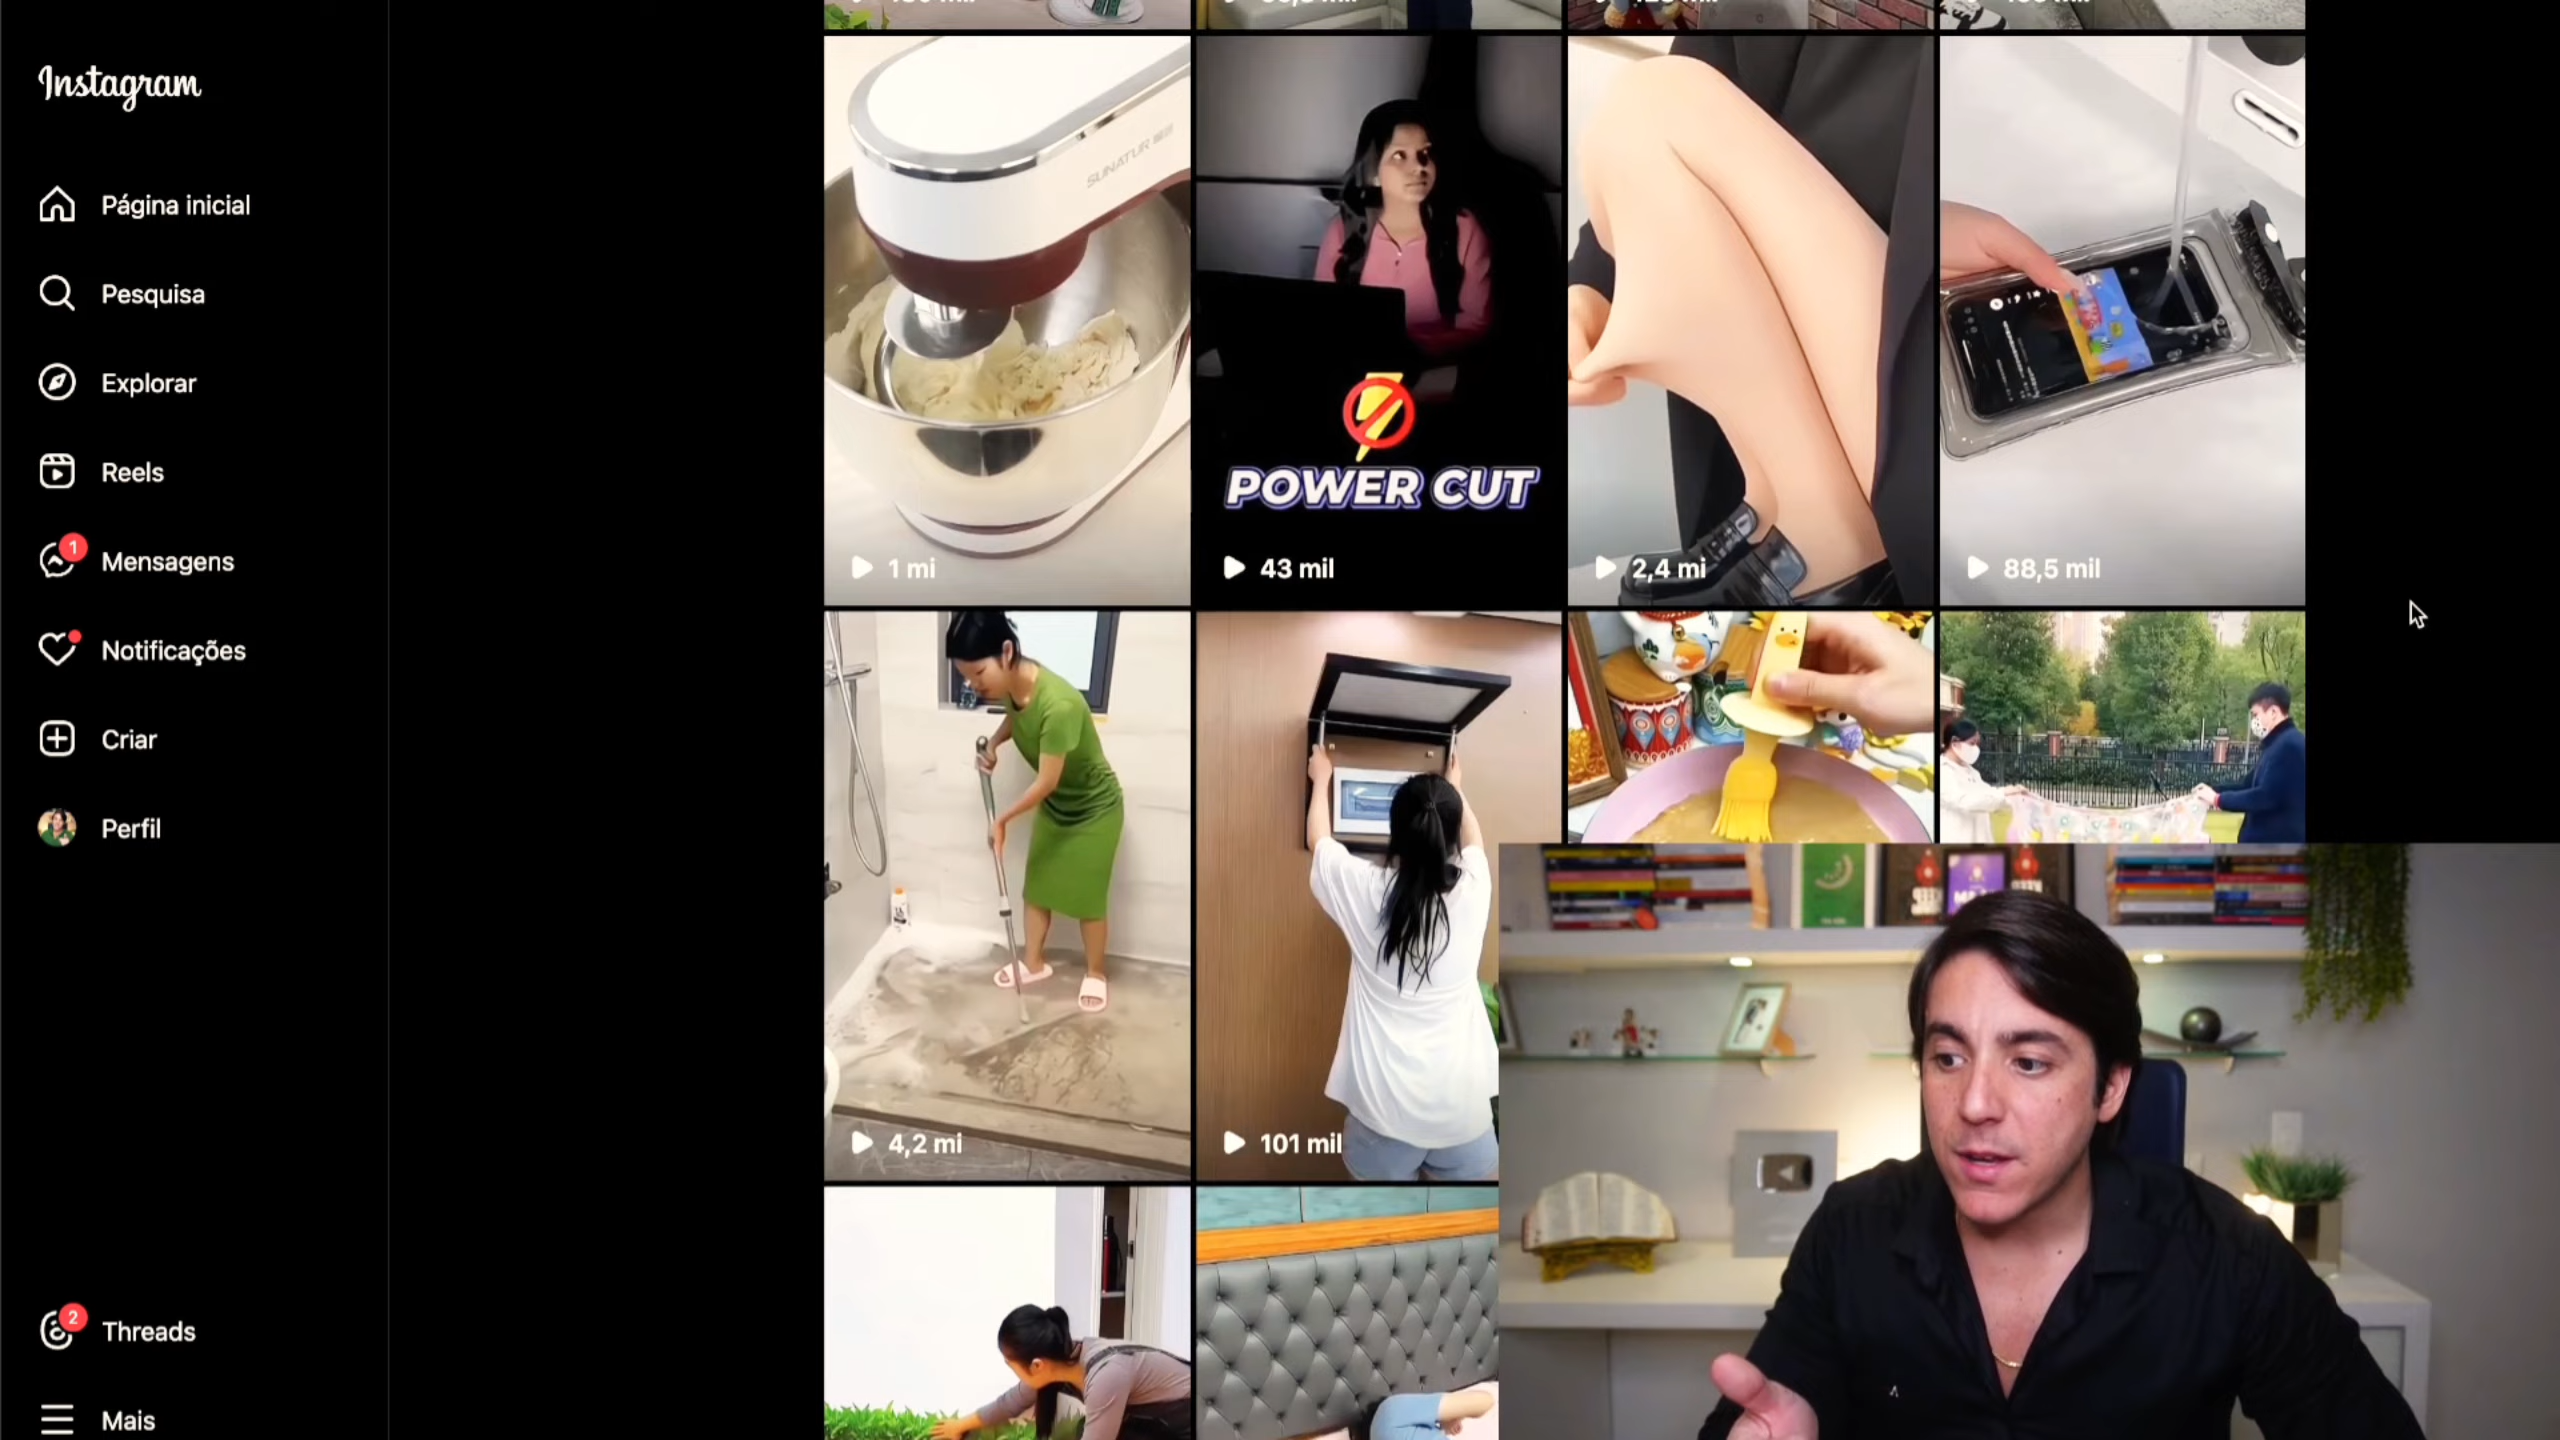 Instagram
Página inicial
Pesquisa
Explorar
Reels
1
Mensagens
Notificações
Criar
Perfil
2
Threads
Mais
SUNATUR
1 mi
POWER CUT
43 mil
2,4 mi
88,5 mil
4,2 mi
101 mil